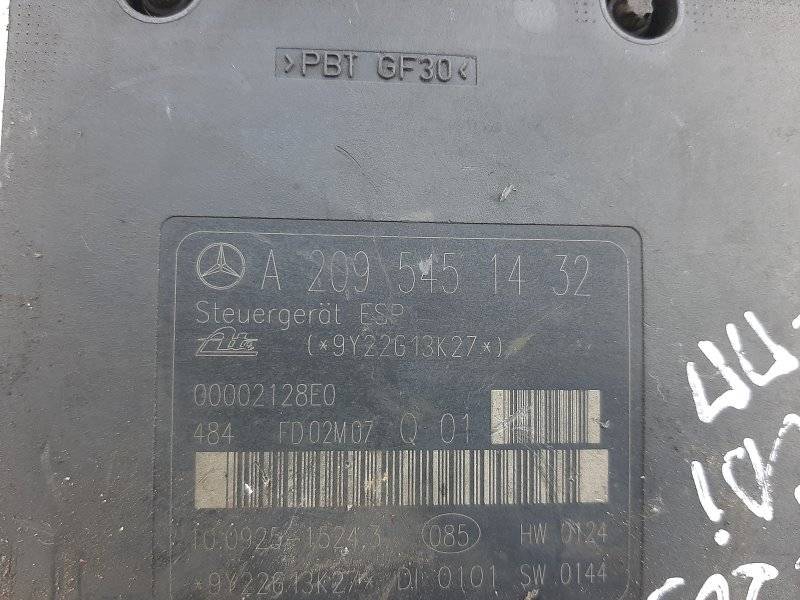 >PBT GF30<
A 209 545 14 32
Steuergerät ESP
Ate (*9Y22G13K27*)
00002128E0
484 FD02M07 Q 01
10.0925-1524.3 085 HW 0124
*9Y22G13K27* DI 0101 SW 0144